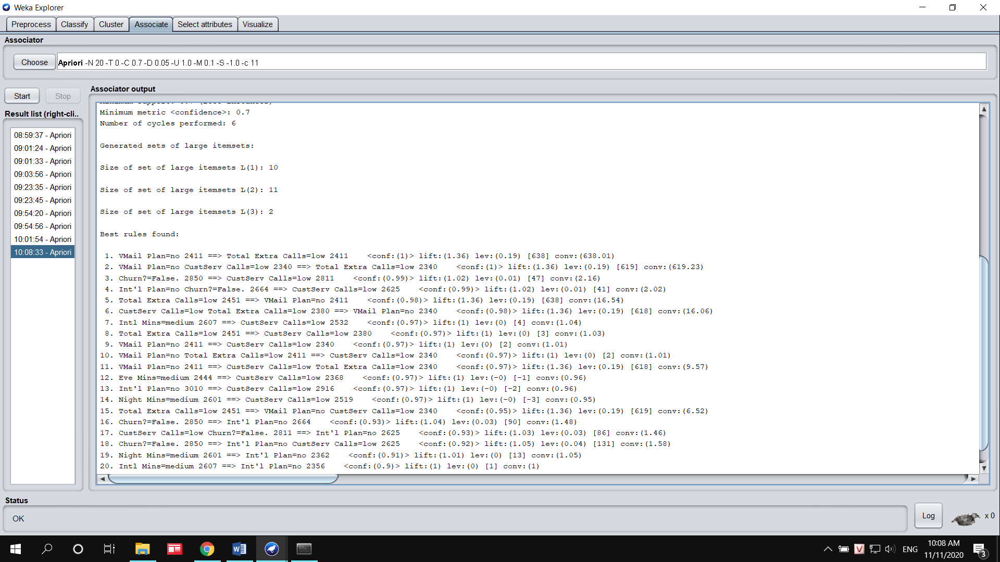 Weka Explorer
Preprocess Classify Cluster Associate Select attributes Visualize
Associator
Choose Apriori -N 20 -T 0 -C 0.7 -D 0.05 -U 1.0 -M 0.1 -S -1.0 -c 11
Start Stop
Associator output
Result list (right-cli..
08:59:37 - Apriori
09:01:24 - Apriori
09:01:33 - Apriori
09:03:56 - Apriori
09:23:35 - Apriori
09:23:45 - Apriori
09:54:20 - Apriori
09:54:56 - Apriori
10:01:54 - Apriori
10:08:33 - Apriori
Minimum metric <confidence>: 0.7
Number of cycles performed: 6
Generated sets of large itemsets:
Size of set of large itemsets L(1): 10
Size of set of large itemsets L(2): 11
Size of set of large itemsets L(3): 2
Best rules found:
1. VMail Plan=no 2411 ==> Total Extra Calls=low 2411 <conf:(1)> lift:(1.36) lev:(0.19) [638] conv:(638.01)
2. VMail Plan=no CustServ Calls=low 2340 ==> Total Extra Calls=low 2340 <conf:(1)> lift:(1.36) lev:(0.19) [619] conv:(619.23)
3. Churn?=False. 2850 ==> CustServ Calls=low 2811 <conf:(0.99)> lift:(1.02) lev:(0.01) [47] conv:(2.16)
4. Int'l Plan=no Churn?=False. 2664 ==> CustServ Calls=low 2625 <conf:(0.99)> lift:(1.02) lev:(0.01) [41] conv:(2.02)
5. Total Extra Calls=low 2451 ==> VMail Plan=no 2411 <conf:(0.98)> lift:(1.36) lev:(0.19) [638] conv:(16.54)
6. CustServ Calls=low Total Extra Calls=low 2380 ==> VMail Plan=no 2340 <conf:(0.98)> lift:(1.36) lev:(0.19) [618] conv:(16.06)
7. Intl Mins=medium 2607 ==> CustServ Calls=low 2532 <conf:(0.97)> lift:(1) lev:(0) [4] conv:(1.04)
8. Total Extra Calls=low 2451 ==> CustServ Calls=low 2380 <conf:(0.97)> lift:(1) lev:(0) [3] conv:(1.03)
9. VMail Plan=no 2411 ==> CustServ Calls=low 2340 <conf:(0.97)> lift:(1) lev:(0) [2] conv:(1.01)
10. VMail Plan=no Total Extra Calls=low 2411 ==> CustServ Calls=low 2340 <conf:(0.97)> lift:(1) lev:(0) [2] conv:(1.01)
11. VMail Plan=no 2411 ==> CustServ Calls=low Total Extra Calls=low 2340 <conf:(0.97)> lift:(1.36) lev:(0.19) [618] conv:(9.57)
12. Eve Mins=medium 2444 ==> CustServ Calls=low 2368 <conf:(0.97)> lift:(1) lev:(-0) [-1] conv:(0.96)
13. Int'l Plan=no 3010 ==> CustServ Calls=low 2916 <conf:(0.97)> lift:(1) lev:(-0) [-2] conv:(0.96)
14. Night Mins=medium 2601 ==> CustServ Calls=low 2519 <conf:(0.97)> lift:(1) lev:(-0) [-3] conv:(0.95)
15. Total Extra Calls=low 2451 ==> VMail Plan=no CustServ Calls=low 2340 <conf:(0.95)> lift:(1.36) lev:(0.19) [619] conv:(6.52)
16. Churn?=False. 2850 ==> Int'l Plan=no 2664 <conf:(0.93)> lift:(1.04) lev:(0.03) [90] conv:(1.48)
17. CustServ Calls=low Churn?=False. 2811 ==> Int'l Plan=no 2625 <conf:(0.93)> lift:(1.03) lev:(0.03) [86] conv:(1.46)
18. Churn?=False. 2850 ==> Int'l Plan=no CustServ Calls=low 2625 <conf:(0.92)> lift:(1.05) lev:(0.04) [131] conv:(1.58)
19. Night Mins=medium 2601 ==> Int'l Plan=no 2362 <conf:(0.91)> lift:(1.01) lev:(0) [13] conv:(1.05)
20. Intl Mins=medium 2607 ==> Int'l Plan=no 2356 <conf:(0.9)> lift:(1) lev:(0) [1] conv:(1)
Status
OK
Log
x 0
ENG
10:08 AM
11/11/2020
3